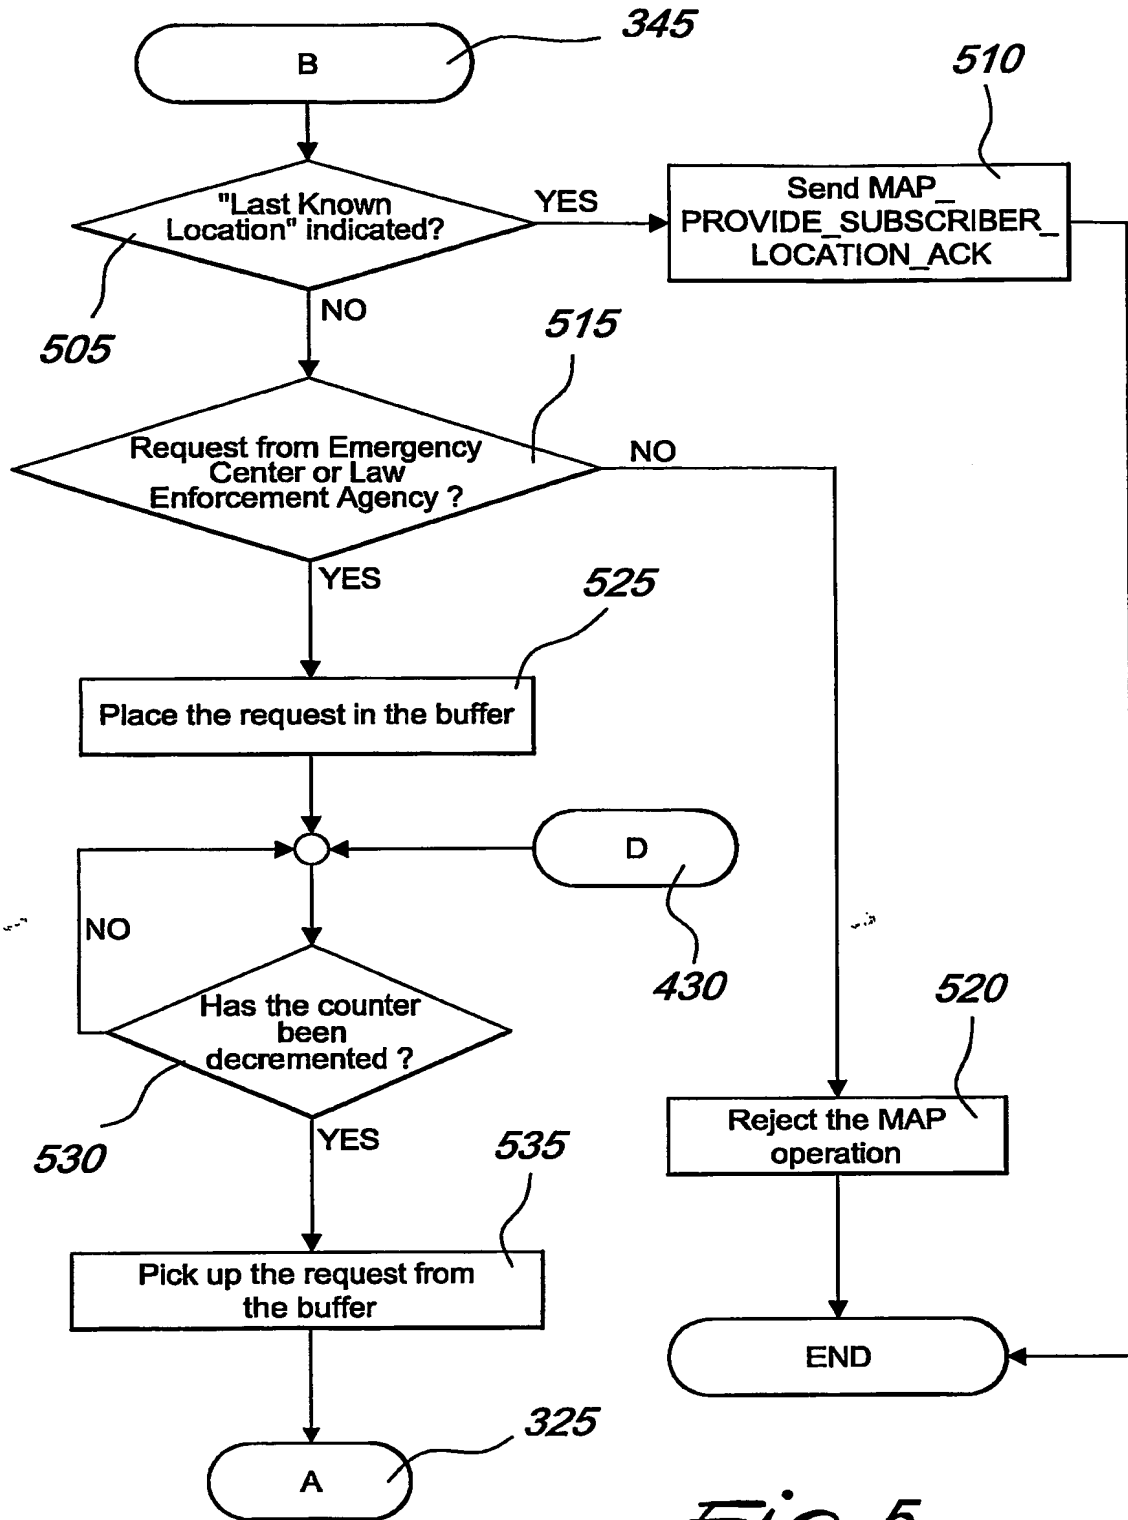 345
B
510
"Last Known
Location" indicated?
YES
Send MAP_
PROVIDE_SUBSCRIBER_
LOCATION_ACK
505
NO
515
Request from Emergency
Center or Law
Enforcement Agency ?
NO
YES
525
Place the request in the buffer
D
NO
430
520
Has the counter
been
decremented ?
530
YES
Reject the MAP
operation
535
Pick up the request from
the buffer
END
325
A
Fig. 5